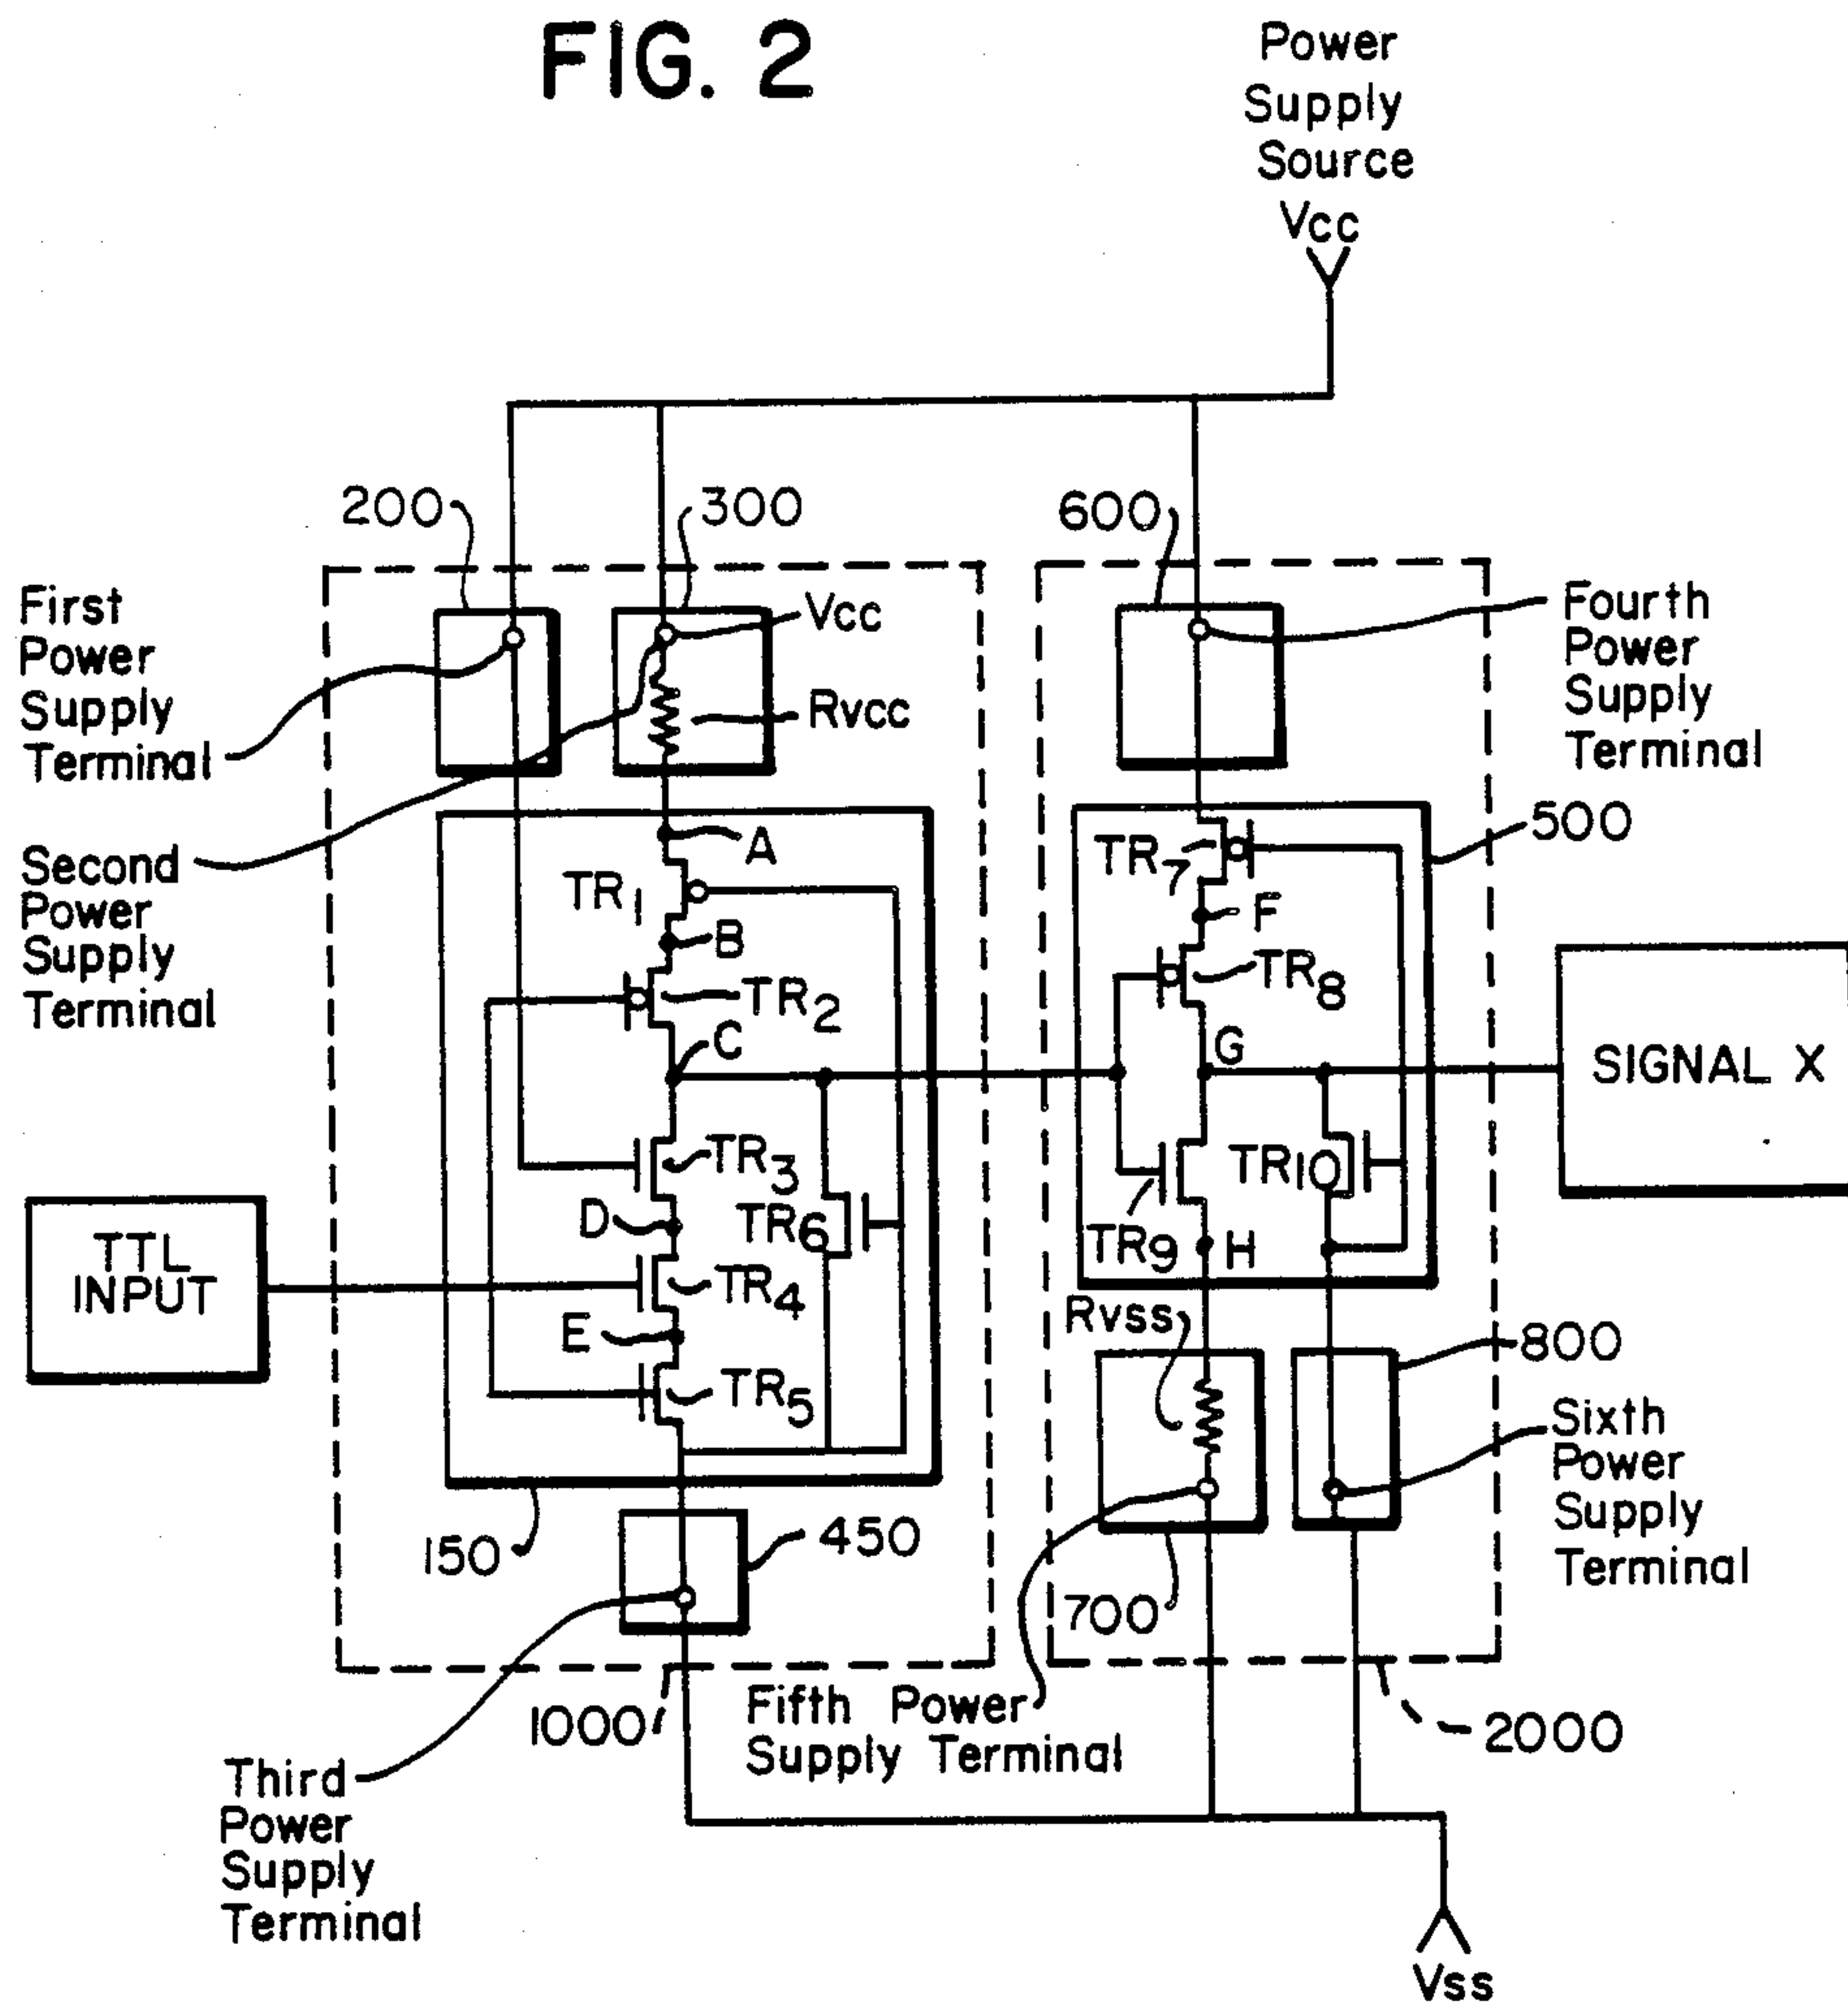 FIG. 2
Power
Supply
Source
Vcc
200
300
600
First
Power
Supply
Terminal
Vcc
Rvcc
Fourth
Power
Supply
Terminal
Second
Power
Supply
Terminal
A
TR1
B
TR2
C
TR7
F
TR8
G
500
SIGNAL X
TR3
D
TR6
TR4
E
TR5
TTL
INPUT
TR10
TR9
H
Rvss
800
Sixth
Power
Supply
Terminal
150
450
700
1000
Fifth Power
Supply Terminal
2000
Third
Power
Supply
Terminal
Vss